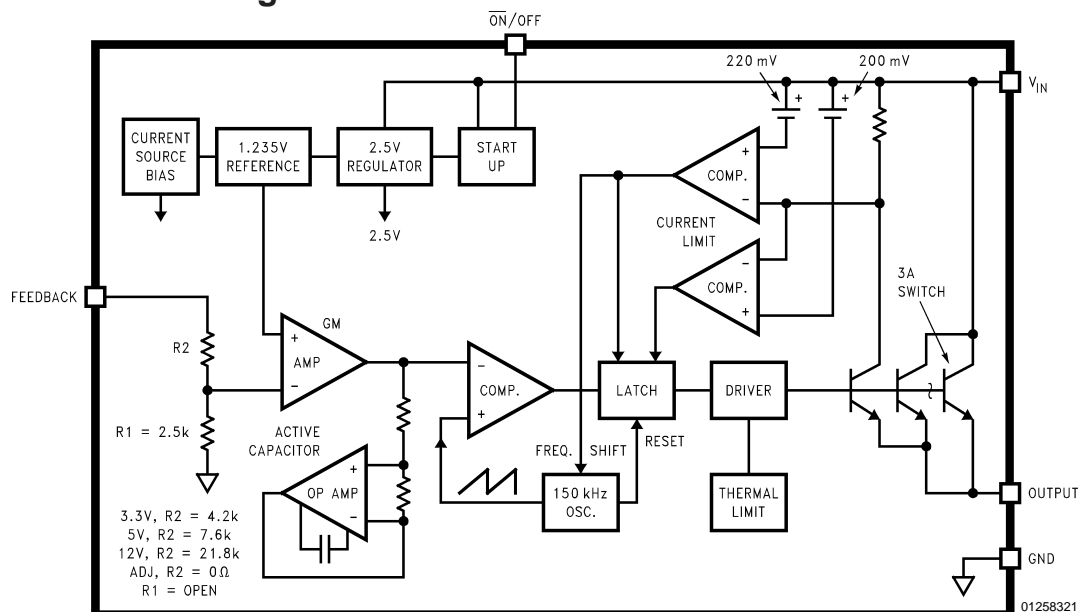 g
ON/OFF
220 mV
200 mV
VIN
CURRENT
SOURCE
BIAS
1.235V
REFERENCE
2.5V
REGULATOR
START
UP
2.5V
+
+
+
COMP.
-
CURRENT
LIMIT
-
COMP.
+
3A
SWITCH
FEEDBACK
R2
R1 = 2.5k
GM
+
AMP
-
-
COMP.
+
LATCH
DRIVER
ACTIVE
CAPACITOR
+
OP AMP
-
FREQ. SHIFT
RESET
150 kHz
OSC.
THERMAL
LIMIT
OUTPUT
GND
3.3V, R2 = 4.2k
5V, R2 = 7.6k
12V, R2 = 21.8k
ADJ, R2 = 0Ω
R1 = OPEN
01258321